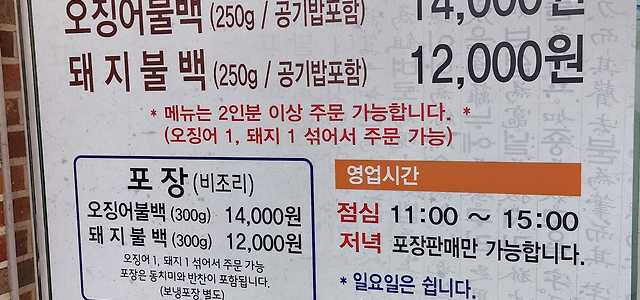 오징어불백 (250g / 공기밥포함) 14,000원
돼지불백 (250g / 공기밥포함) 12,000원
* 메뉴는 2인분 이상 주문 가능합니다. *
(오징어 1, 돼지 1 섞어서 주문 가능)
포 장 (비조리)
오징어불백 (300g) 14,000원
돼지불백 (300g) 12,000원
오징어 1, 돼지 1 섞어서 주문 가능
포장은 동치미와 반찬이 포함됩니다.
(보냉포장 별도)
영업시간
점심 11:00 ~ 15:00
저녁 포장판매만 가능합니다.
* 일요일은 쉽니다.